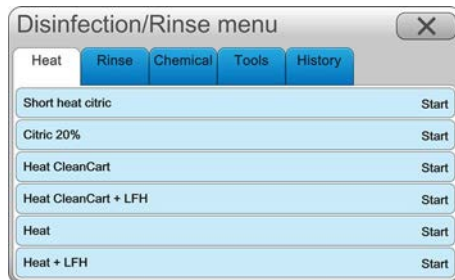 Disinfection/Rinse menu
Heat Rinse Chemical Tools History
Short heat citric Start
Citric 20% Start
Heat CleanCart Start
Heat CleanCart + LFH Start
Heat Start
Heat + LFH Start